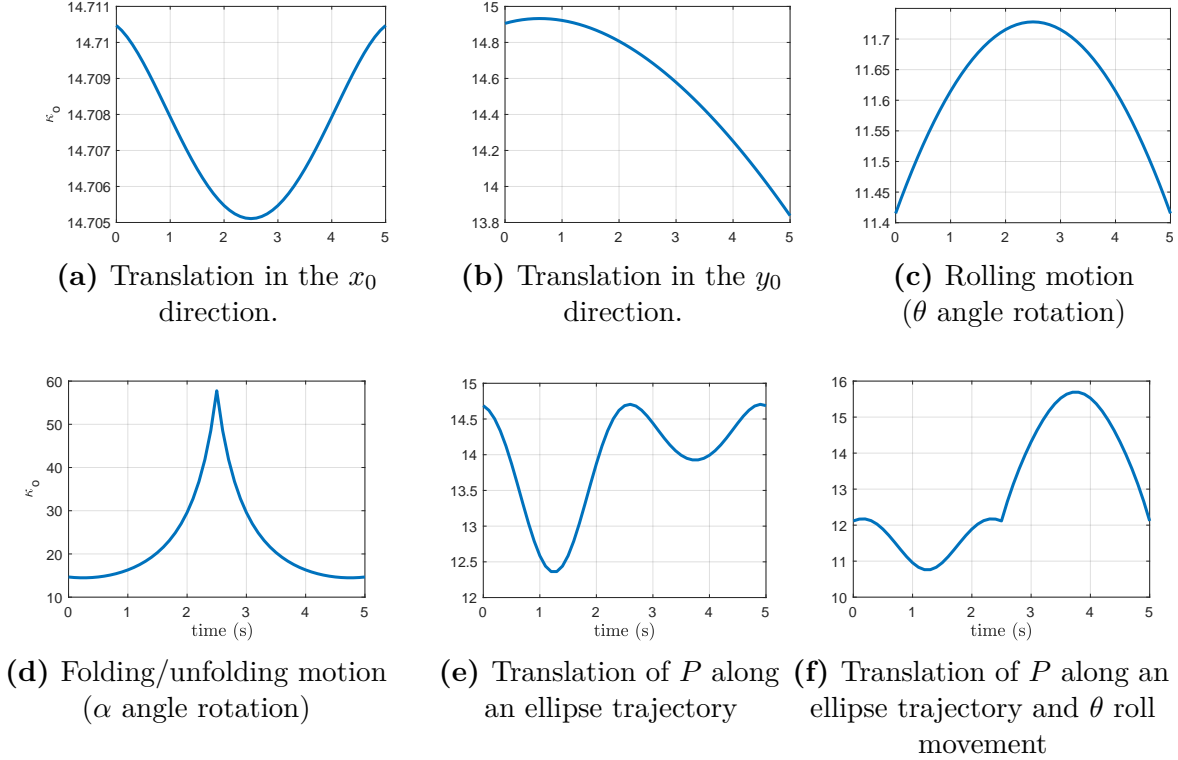 14.711
14.71
14.709
14.708
14.707
14.706
14.705
κo
0 1 2 3 4 5
(a) Translation in the x0
direction.
15
14.8
14.6
14.4
14.2
14
13.8
0 1 2 3 4 5
(b) Translation in the y0
direction.
11.7
11.65
11.6
11.55
11.5
11.45
11.4
0 1 2 3 4 5
(c) Rolling motion
(θ angle rotation)
60
50
40
30
20
10
κo
0 1 2 3 4 5
time (s)
(d) Folding/unfolding motion
(α angle rotation)
15
14.5
14
13.5
13
12.5
12
0 1 2 3 4 5
time (s)
(e) Translation of P along
an ellipse trajectory
16
15
14
13
12
11
10
0 1 2 3 4 5
time (s)
(f) Translation of P along an
ellipse trajectory and θ roll
movement